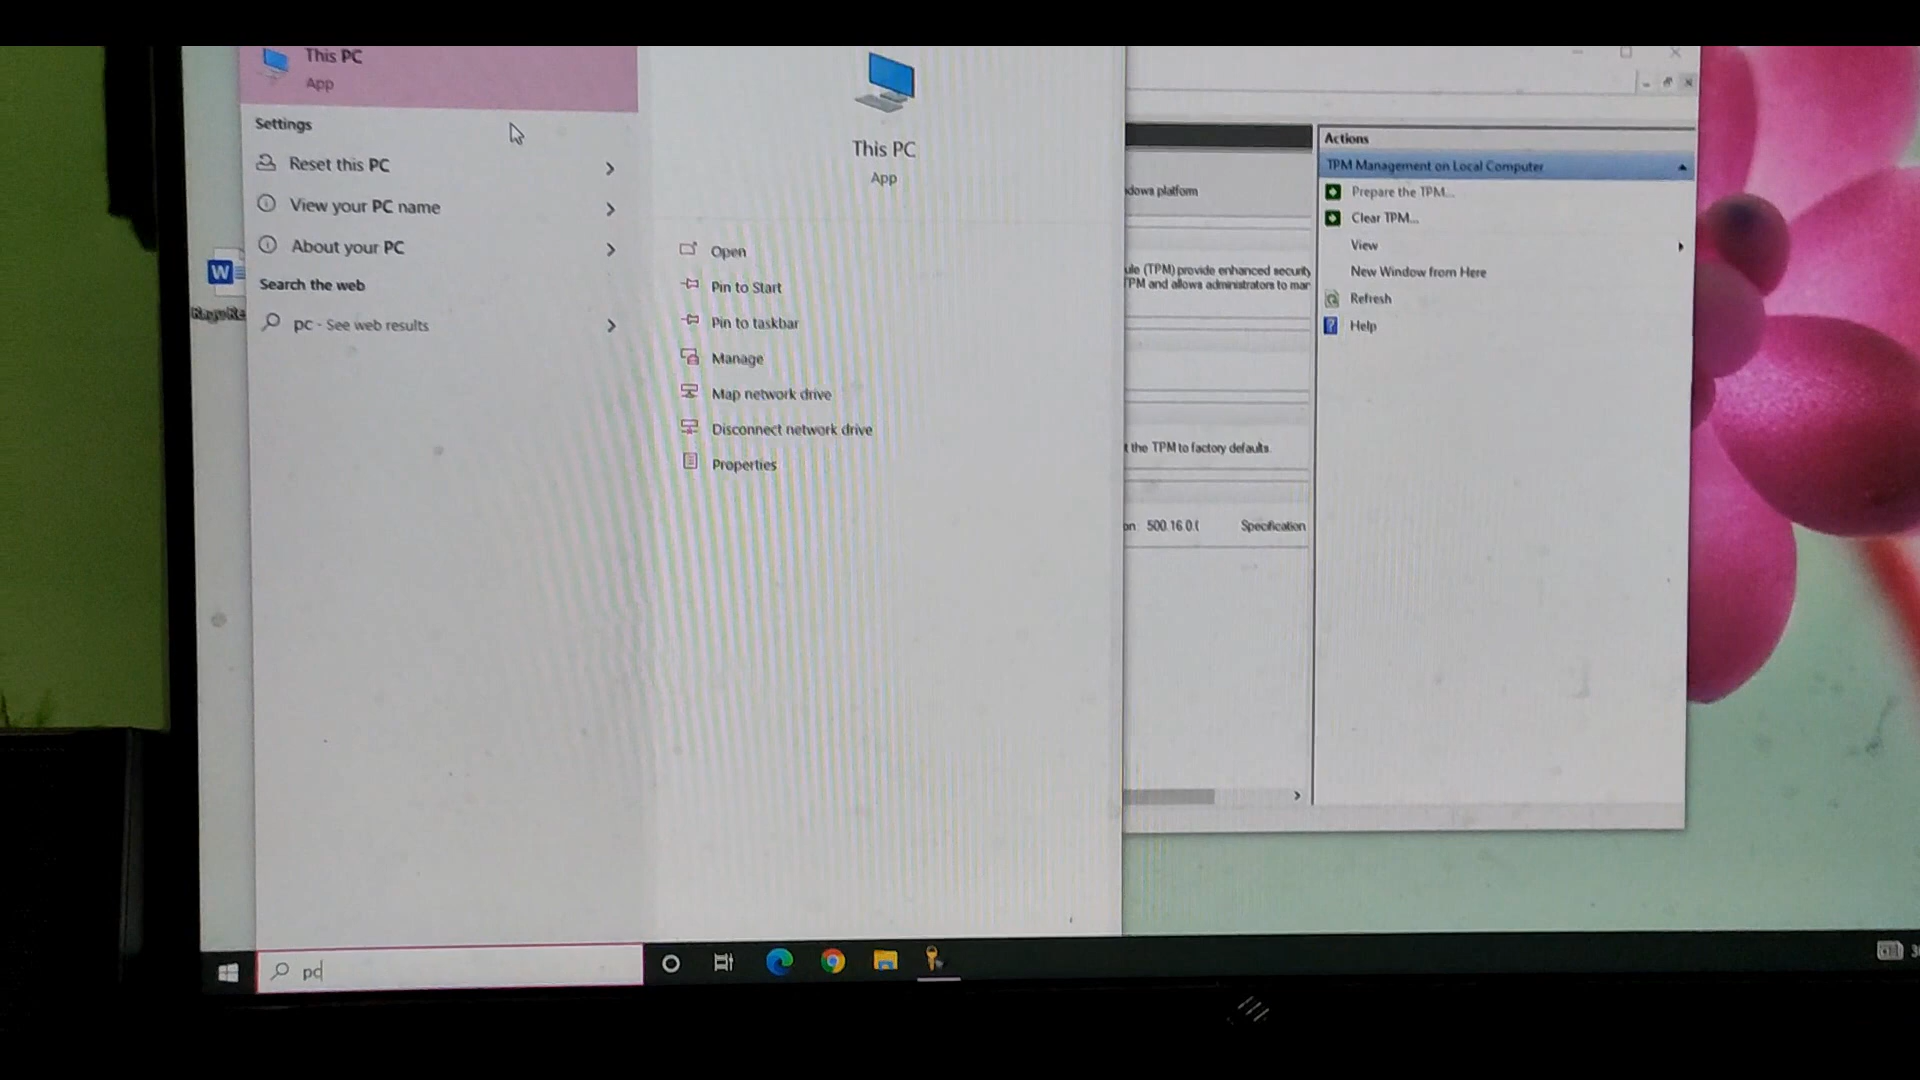 This PC
App
Settings
Reset this PC
View your PC name
About your PC
Search the web
pc - See web results
This PC
App
Open
Pin to Start
Pin to taskbar
Manage
Map network drive
Disconnect network drive
Properties
dows platform
ule (TPM) provide enhanced security
TPM and allows administrators to mar
t the TPM to factory defaults.
on 500.16.0.( Specification
Actions
TPM Management on Local Computer
Prepare the TPM...
Clear TPM...
View
New Window from Here
Refresh
Help
W
pc